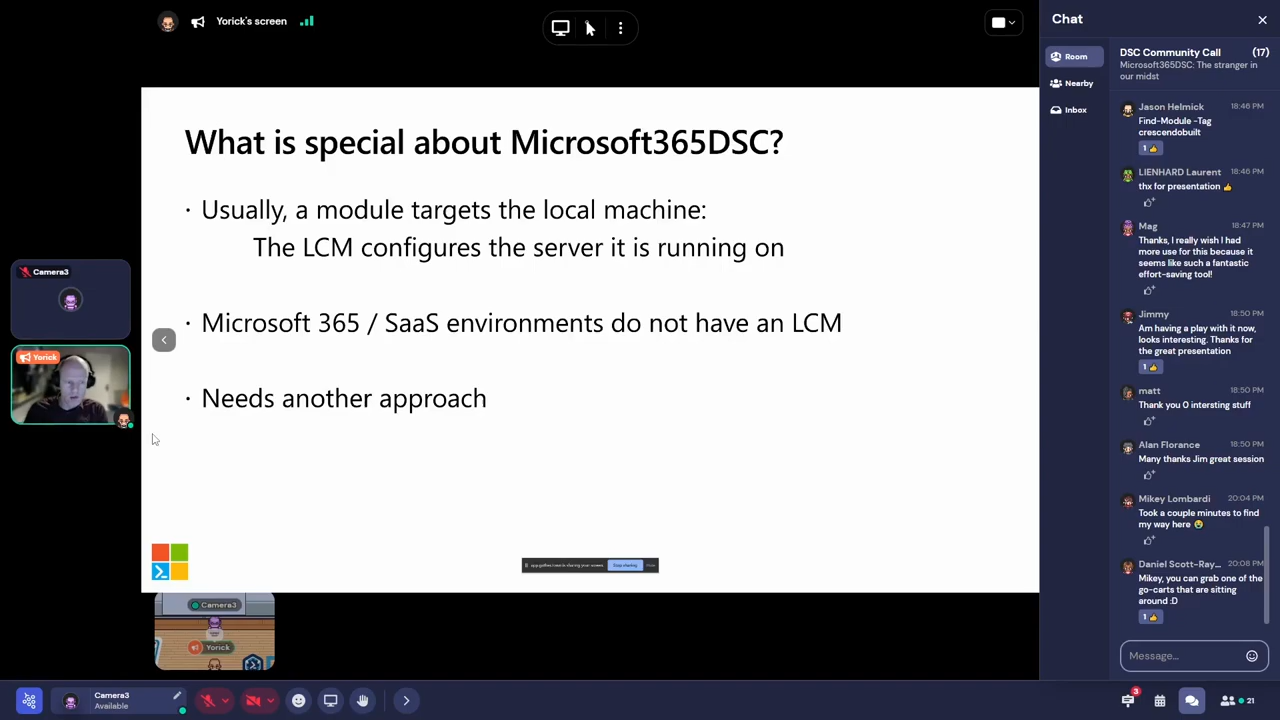 Yorick's screen
What is special about Microsoft365DSC?
· Usually, a module targets the local machine:
The LCM configures the server it is running on
· Microsoft 365 / SaaS environments do not have an LCM
· Needs another approach
Camera3
Yorick
Stop sharing
Hide
Camera3
Yorick
Camera3
Available
Chat
Room
Nearby
Inbox
DSC Community Call (17)
Microsoft365DSC: The stranger in
our midst
Jason Helmick 18:46 PM
Find-Module -Tag
crescendobuilt
1 👍
LIENHARD Laurent 18:46 PM
thx for presentation 👍
Mag 18:47 PM
Thanks, I really wish I had
more use for this because it
seems like such a fantastic
effort-saving tool!
Jimmy 18:50 PM
Am having a play with it now,
looks interesting. Thanks for
the great presentation
1 👍
matt 18:50 PM
Thank you 0 intersting stuff
Alan Florance 18:50 PM
Many thanks Jim great session
Mikey Lombardi 20:04 PM
Took a couple minutes to find
my way here 😭
Daniel Scott-Ray... 20:08 PM
Mikey, you can grab one of the
go-carts that are sitting
around :D
1 👍
Message...
3
21